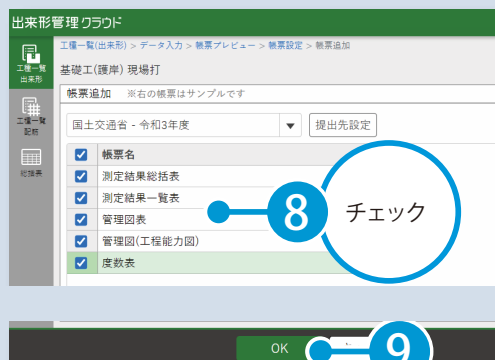 出来形管理クラウド
工種一覧(出来形) > データ入力 > 帳票プレビュー > 帳票設定 > 帳票追加
工種一覧
出来形
基礎工(護岸) 現場打
帳票追加 ※右の帳票はサンプルです
工種一覧
配筋
国土交通省 - 令和3年度 提出先設定
帳票名
総括表
測定結果総括表
測定結果一覧表
管理図表
管理図(工程能力図)
度数表
8 チェック
OK
9